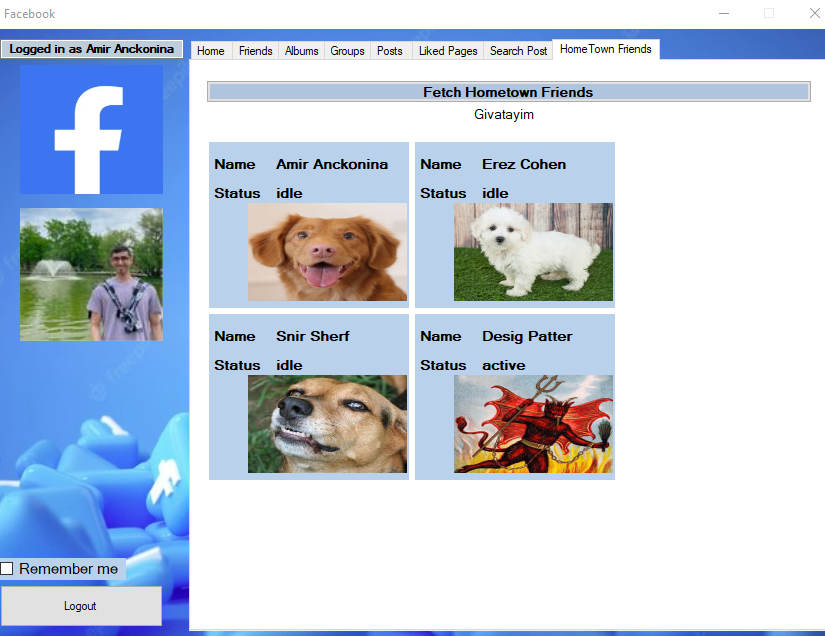 Facebook
Logged in as Amir Anckonina
Home Friends Albums Groups Posts Liked Pages Search Post HomeTown Friends
Fetch Hometown Friends
Givatayim
Name Amir Anckonina
Status idle
Name Erez Cohen
Status idle
Name Snir Sherf
Status idle
Name Desig Patter
Status active
Remember me
Logout